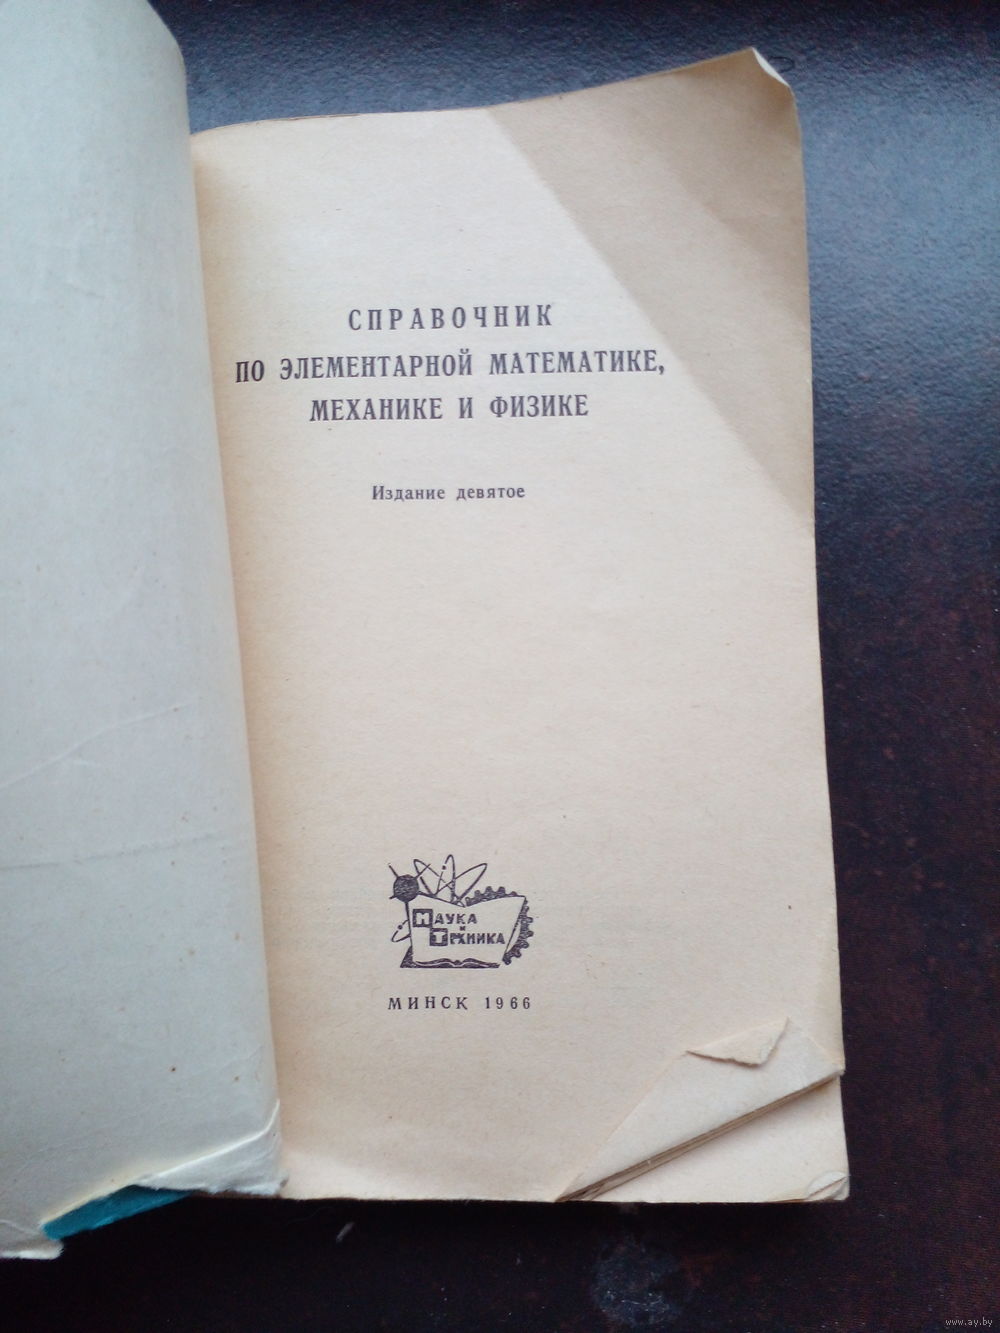 СПРАВОЧНИК
ПО ЭЛЕМЕНТАРНОЙ МАТЕМАТИКЕ,
МЕХАНИКЕ И ФИЗИКЕ
Издание девятое
НАУКА
и
ТЕХНИКА
МИНСК 1966
www.ay.by